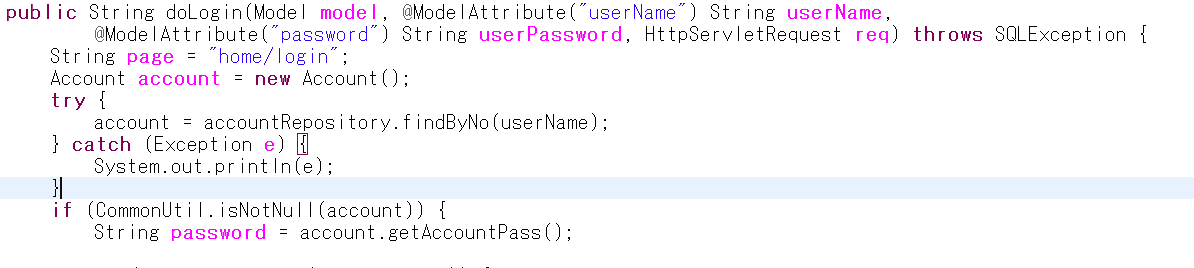 public String doLogin(Model model, @ModelAttribute("userName") String userName,
@ModelAttribute("password") String userPassword, HttpServletRequest req) throws SQLException {
String page = "home/login";
Account account = new Account();
try {
account = accountRepository.findByNo(userName);
} catch (Exception e) {
System.out.println(e);
}
if (CommonUtil.isNotNull(account)) {
String password = account.getAccountPass();